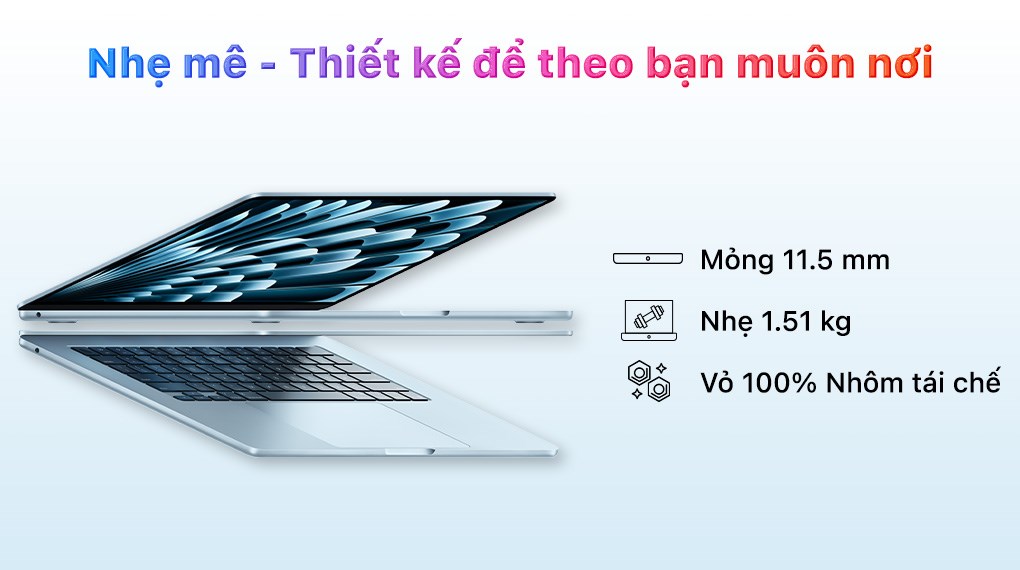 Nhẹ mê - Thiết kế để theo bạn muôn nơi
Mỏng 11.5 mm
Nhẹ 1.51 kg
Vỏ 100% Nhôm tái chế